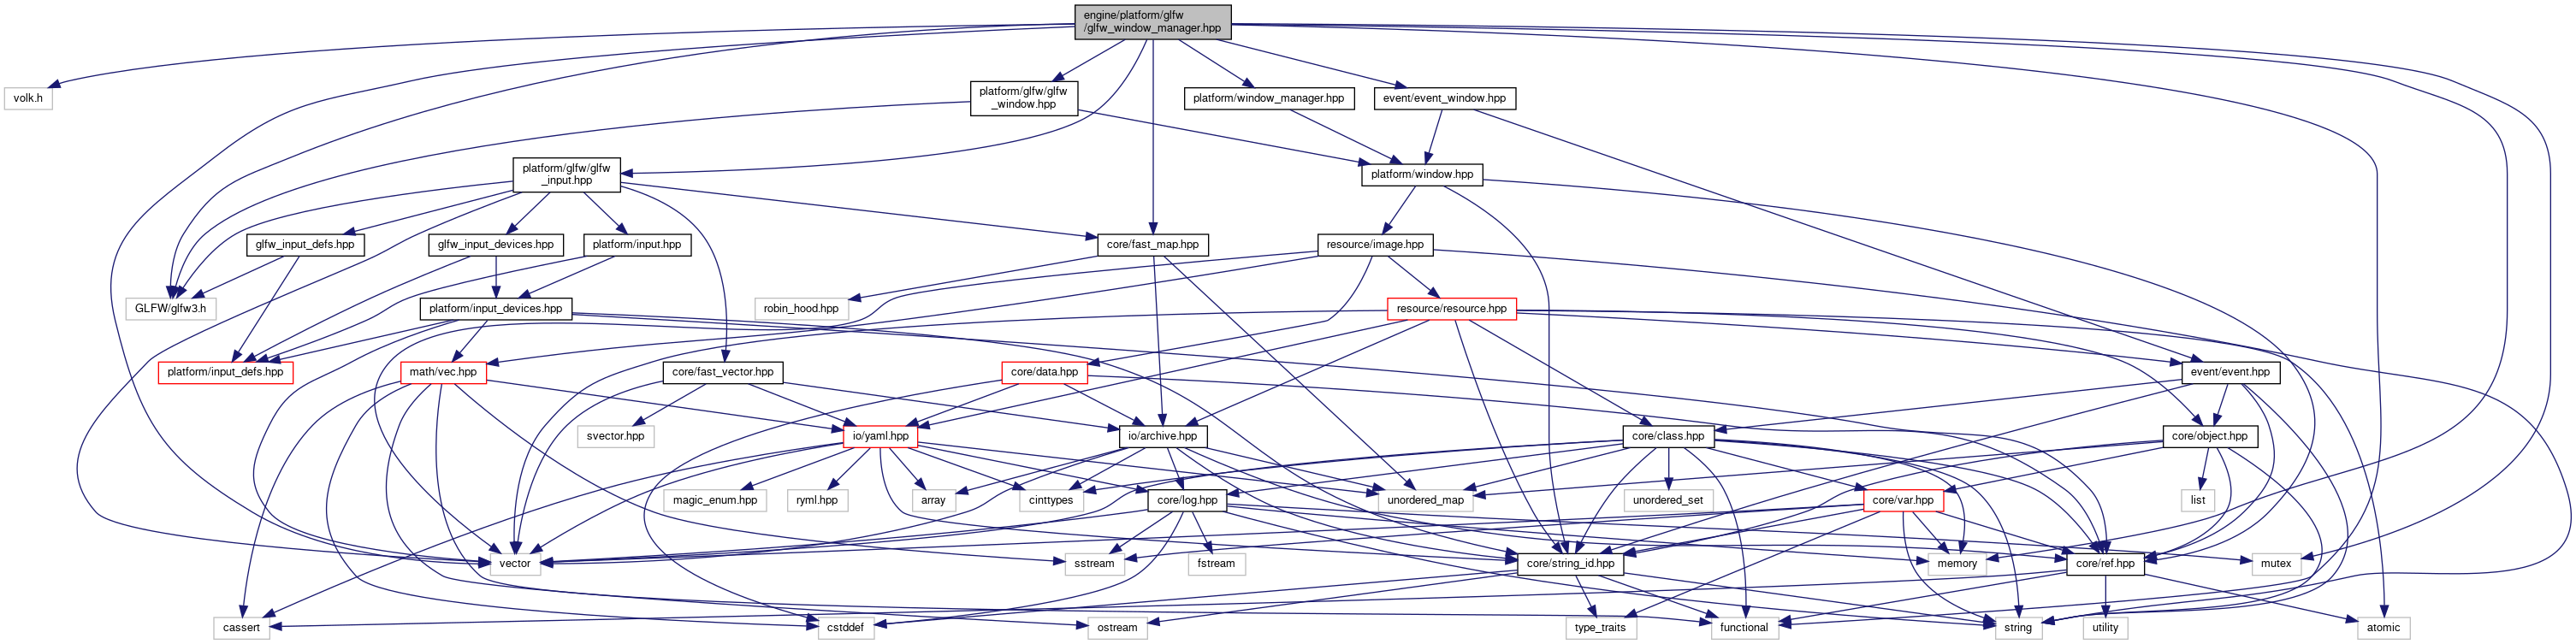 engine/platform/glfw
/glfw_window_manager.hpp
volk.h
platform/glfw/glfw
_window.hpp
platform/window_manager.hpp
event/event_window.hpp
platform/glfw/glfw
_input.hpp
platform/window.hpp
glfw_input_defs.hpp
glfw_input_devices.hpp
platform/input.hpp
core/fast_map.hpp
resource/image.hpp
GLFW/glfw3.h
platform/input_devices.hpp
robin_hood.hpp
resource/resource.hpp
platform/input_defs.hpp
math/vec.hpp
core/fast_vector.hpp
core/data.hpp
event/event.hpp
svector.hpp
io/yaml.hpp
io/archive.hpp
core/class.hpp
core/object.hpp
magic_enum.hpp
ryml.hpp
array
cinttypes
core/log.hpp
unordered_map
unordered_set
core/var.hpp
list
vector
sstream
fstream
core/string_id.hpp
memory
core/ref.hpp
mutex
cassert
cstddef
ostream
type_traits
functional
string
utility
atomic